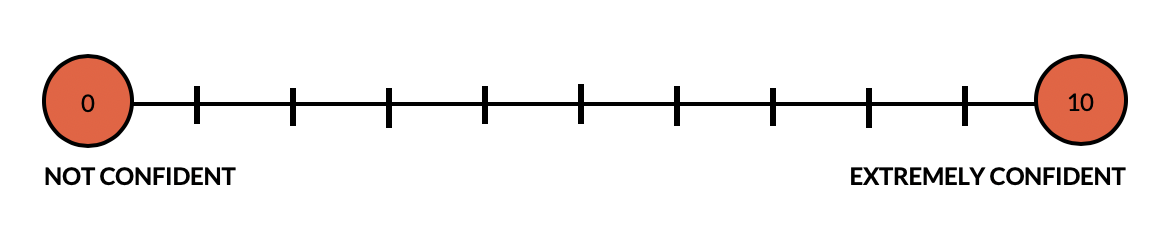 0 10
NOT CONFIDENT EXTREMELY CONFIDENT